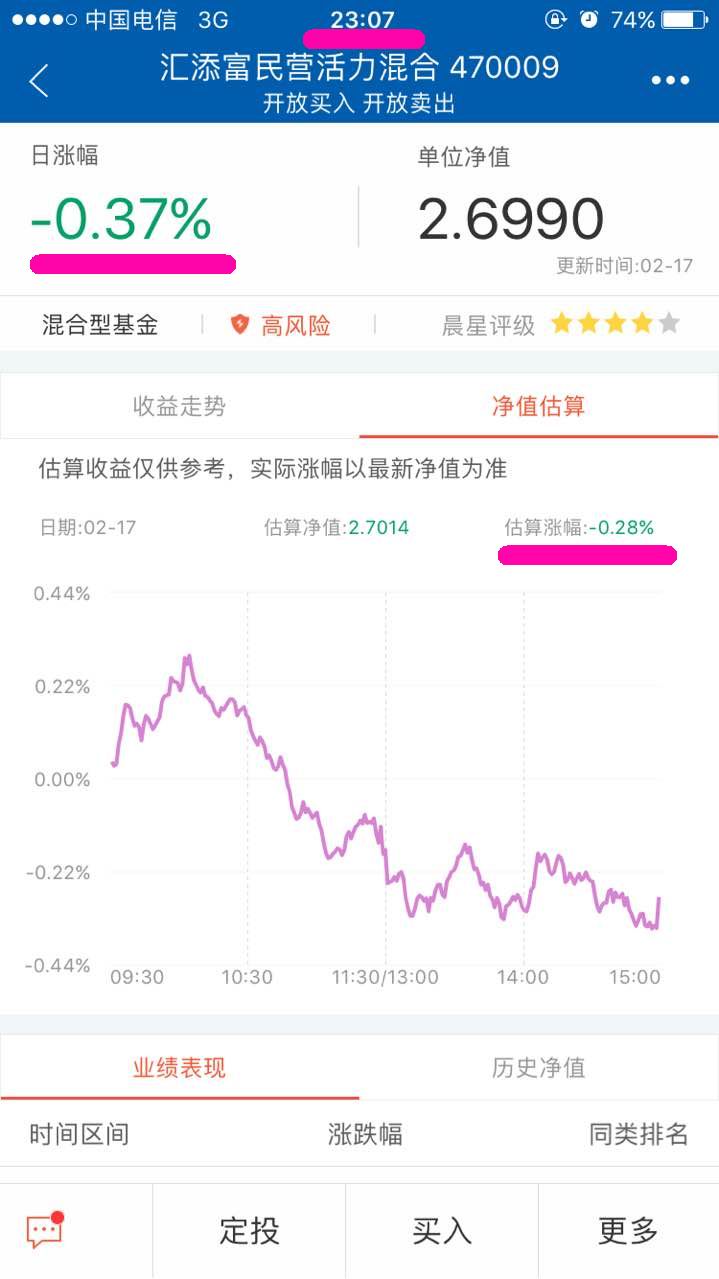 中国电信 3G 23:07 74%
汇添富民营活力混合 470009
开放买入 开放卖出
日涨幅 单位净值
-0.37% 2.6990
更新时间:02-17
混合型基金 高风险 晨星评级
收益走势 净值估算
估算收益仅供参考，实际涨幅以最新净值为准
日期:02-17 估算净值:2.7014 估算涨幅:-0.28%
0.44%
0.22%
0.00%
-0.22%
-0.44%
09:30 10:30 11:30/13:00 14:00 15:00
业绩表现 历史净值
时间区间 涨跌幅 同类排名
定投 买入 更多